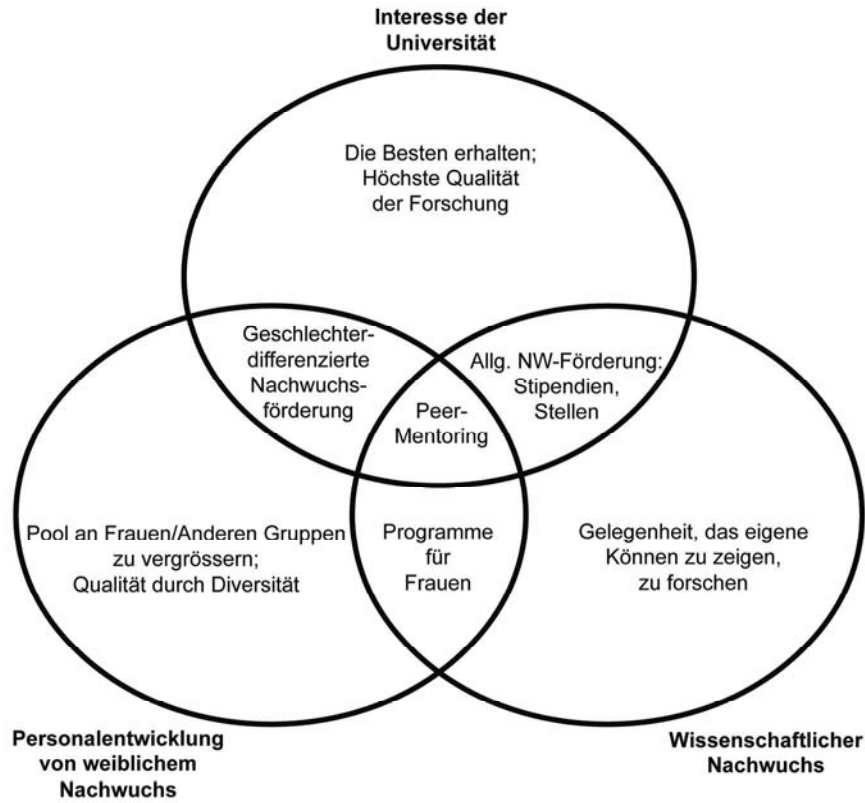 Interesse der
Universität
Die Besten erhalten;
Höchste Qualität
der Forschung
Geschlechter-
differenzierte
Nachwuchs-
förderung
Allg. NW-Förderung:
Stipendien,
Stellen
Peer-
Mentoring
Pool an Frauen/Anderen Gruppen
zu vergrössern;
Qualität durch Diversität
Programme
für
Frauen
Gelegenheit, das eigene
Können zu zeigen,
zu forschen
Personalentwicklung
von weiblichem
Nachwuchs
Wissenschaftlicher
Nachwuchs